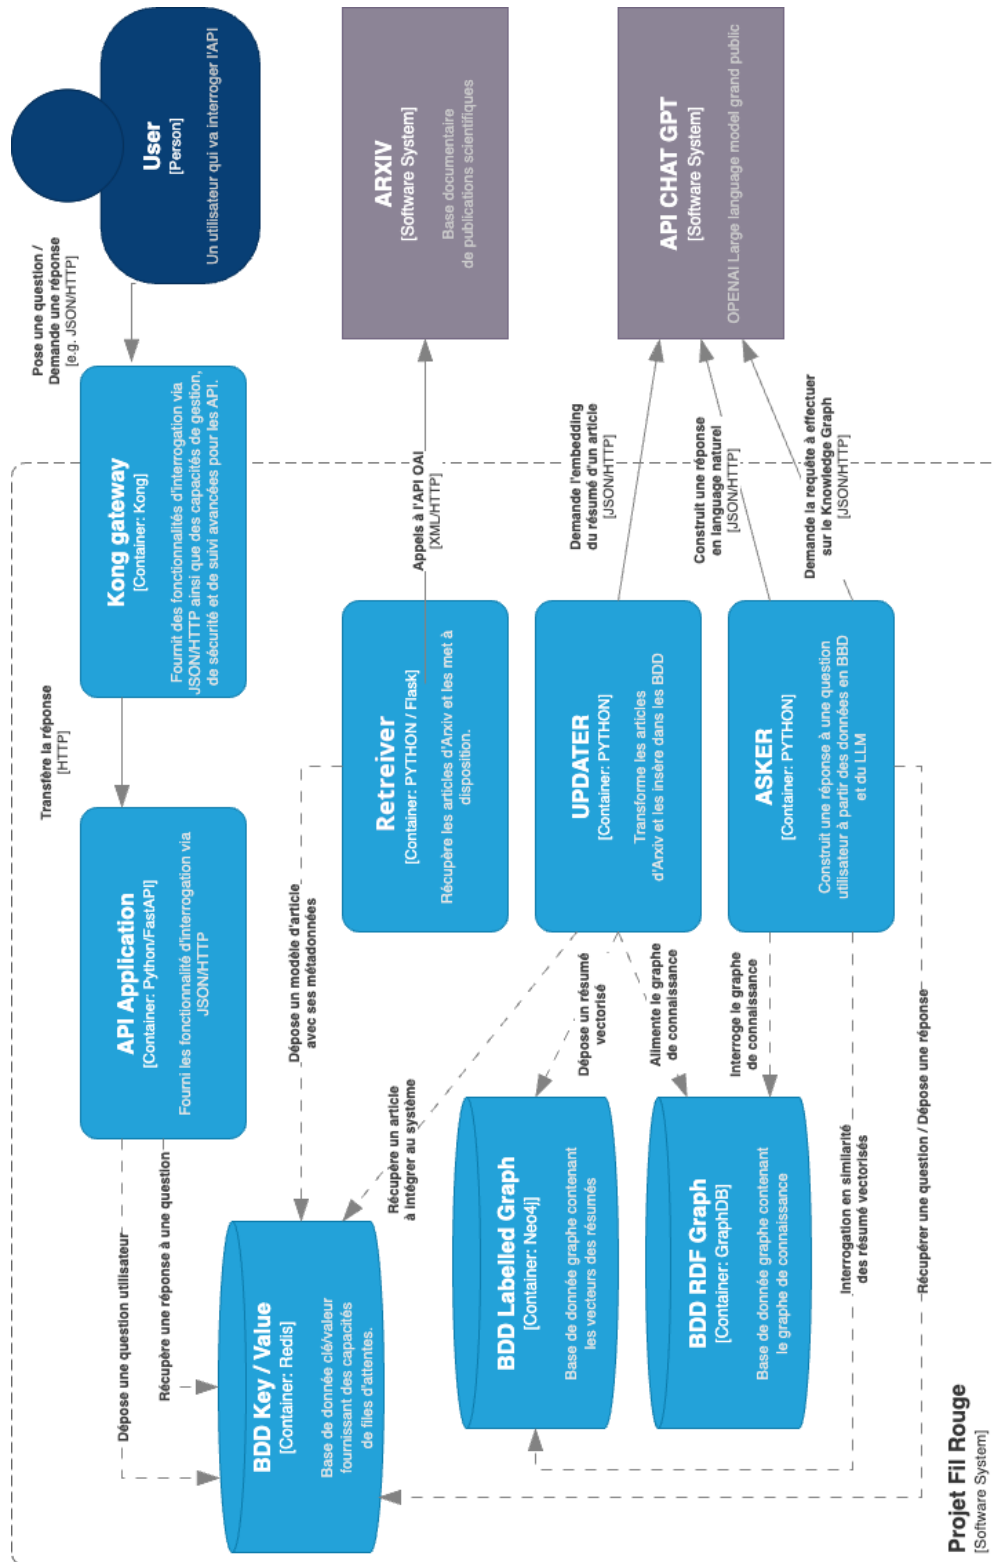 User
[Person]
Un utilisateur qui va interroger l'API
Pose une question /
Demande une réponse
[e.g. JSON/HTTP]
Kong gateway
[Container: Kong]
Fournit des fonctionnalités d'interrogation via
JSON/HTTP ainsi que des capacités de gestion,
de sécurité et de suivi avancées pour les API.
Transfère la réponse
[HTTP]
API Application
[Container: Python/FastAPI]
Fourni les fonctionnalité d'interrogation via
JSON/HTTP
Dépose une question utilisateur
Récupère une réponse à une question
BDD Key / Value
[Container: Redis]
Base de donnée clé/valeur
fournissant des capacités
de files d'attentes.
ARXIV
[Software System]
Base documentaire
de publications scientifiques
Appels à l'API OAI
[XML/HTTP]
Retreiver
[Container: PYTHON / Flask]
Récupère les articles d'Arxiv et les met à
disposition.
Dépose un modèle d'article
avec ses métadonnées
Récupère un article
à intégrer au système
API CHAT GPT
[Software System]
OPENAI Large language model grand public
Demande l'embedding
du résumé d'un article
[JSON/HTTP]
Construit une réponse
en language naturel
[JSON/HTTP]
Demande la requête à effectuer
sur le Knowledge Graph
[JSON/HTTP]
UPDATER
[Container: PYTHON]
Transforme les articles
d'Arxiv et les insère dans les BDD
Dépose un résumé
vectorisé
Alimente le graphe
de connaissance
BDD Labelled Graph
[Container: Neo4j]
Base de donnée graphe contenant
les vecteurs des résumés
ASKER
[Container: PYTHON]
Construit une réponse à une question
utilisateur à partir des données en BBD
et du LLM
Interroge le graphe
de connaissance
BDD RDF Graph
[Container: GraphDB]
Base de donnée graphe contenant
le graphe de connaissance
Interrogation en similarité
des résumé vectorisés
Récupérer une question / Dépose une réponse
Projet Fil Rouge
[Software System]